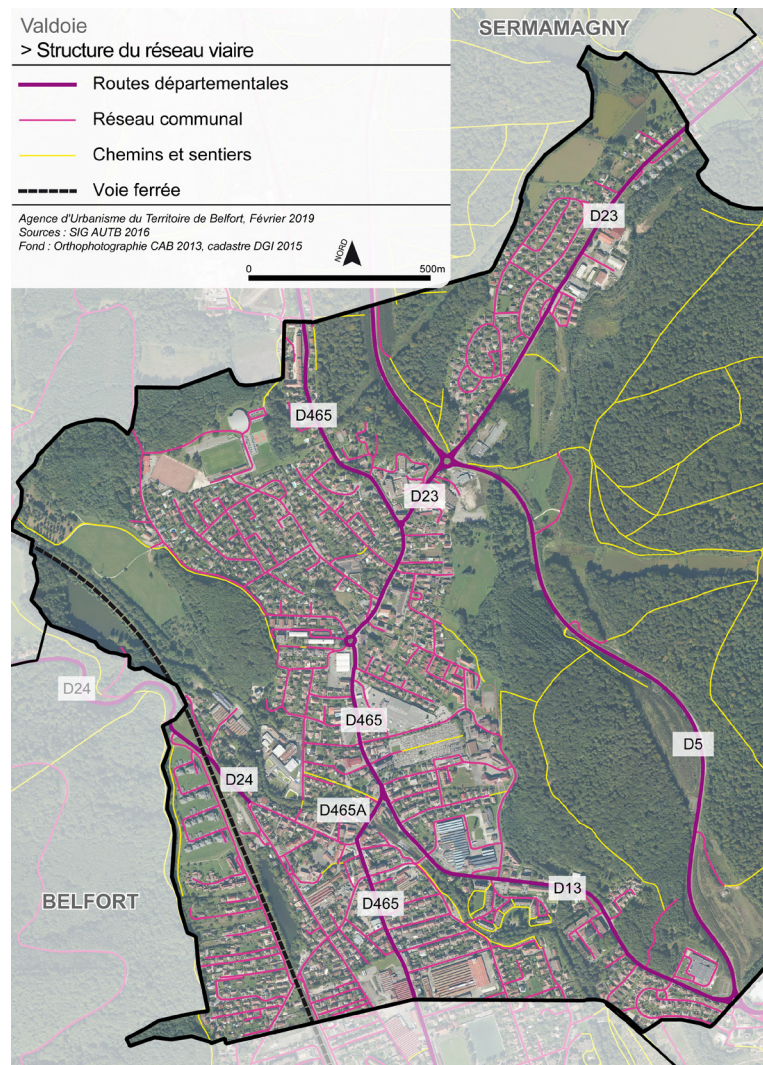 Valdoie
> Structure du réseau viaire
Routes départementales
Réseau communal
Chemins et sentiers
Voie ferrée
Agence d'Urbanisme du Territoire de Belfort, Février 2019
Sources : SIG AUTB 2016
Fond : Orthophotographie CAB 2013, cadastre DGI 2015
NORD
0
500m
SERMAMAGNY
D23
D465
D23
D24
D465
D5
D24
D465A
D13
BELFORT
D465